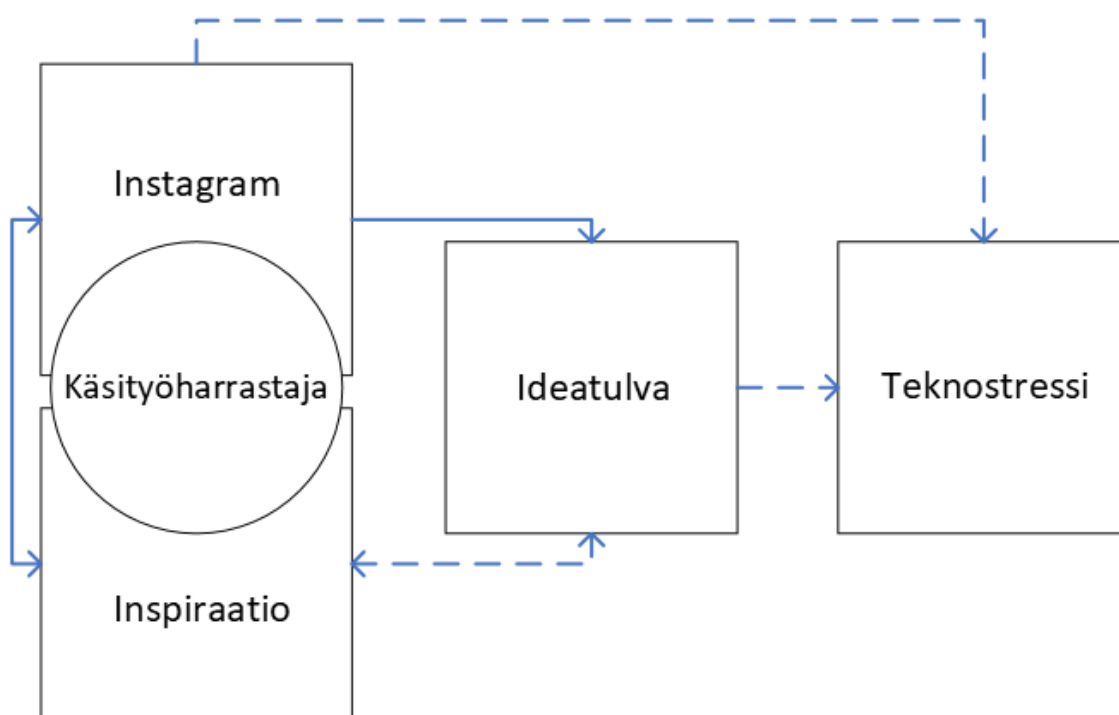 Instagram
Käsityöharrastaja
Inspiraatio
Ideatulva
Teknostressi